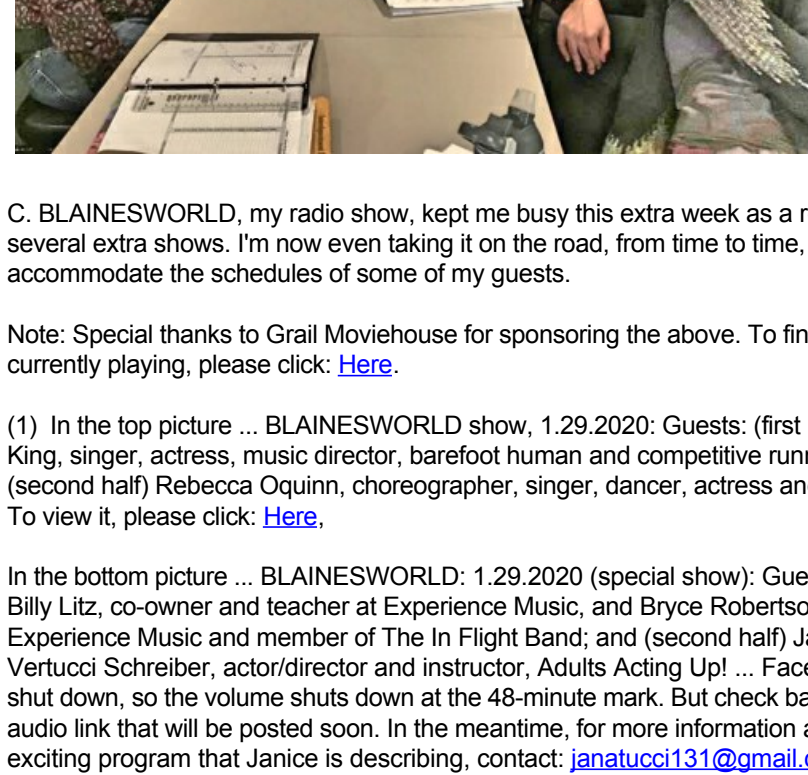 C. BLAINESWORLD, my radio show, kept me busy this extra week as a
several extra shows. I'm now even taking it on the road, from time to time,
accommodate the schedules of some of my guests.
Note: Special thanks to Grail Moviehouse for sponsoring the above. To
currently playing, please click: Here.
(1) In the top picture ... BLAINESWORLD show, 1.29.2020: Guests: (first
King, singer, actress, music director, barefoot human and competitive
(second half) Rebecca Oquinn, choreographer, singer, dancer, actress
To view it, please click: Here,
In the bottom picture ... BLAINESWORLD: 1.29.2020 (special show):
Billy Litz, co-owner and teacher at Experience Music, and Bryce
Experience Music and member of The In Flight Band; and (second half)
Vertucci Schreiber, actor/director and instructor, Adults Acting Up! ...
shut down, so the volume shuts down at the 48-minute mark. But check
audio link that will be posted soon. In the meantime, for more information
exciting program that Janice is describing, contact: janatucci131@gmail.